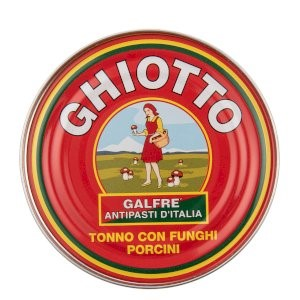 GHIOTTO
GALFRE'
ANTIPASTI D'ITALIA
TONNO CON FUNGHI
PORCINI